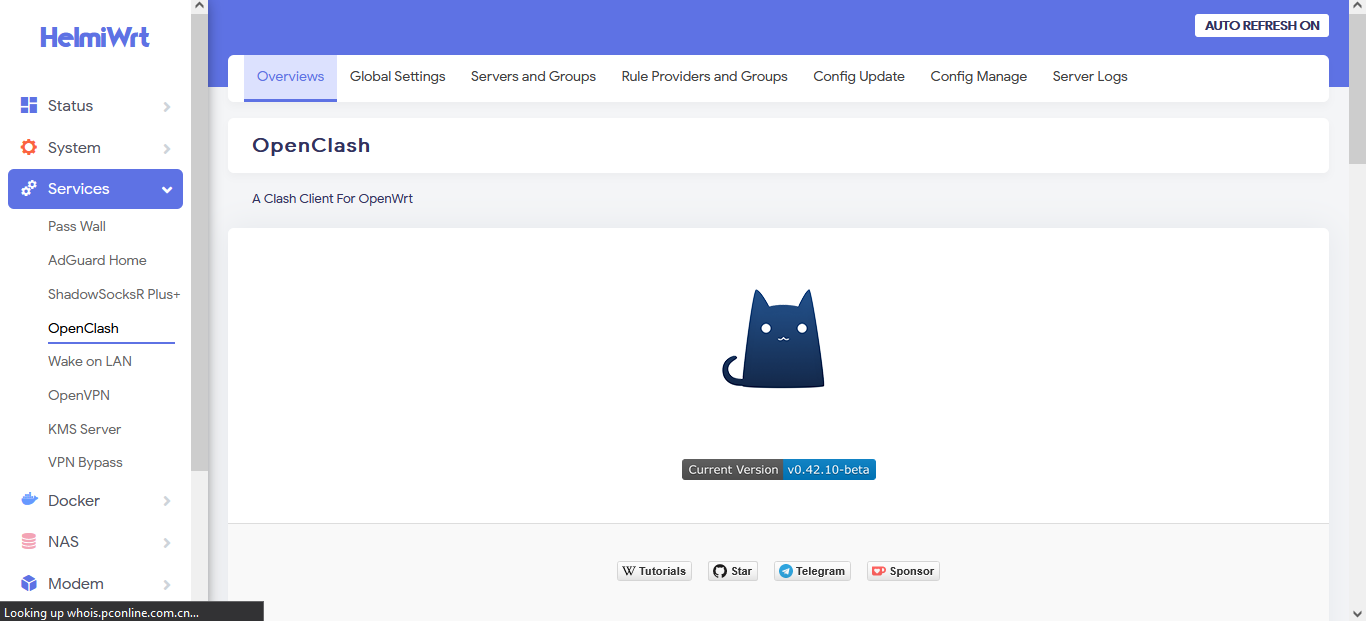 HelmiWrt
Status
System
Services
Pass Wall
AdGuard Home
ShadowSocksR Plus+
OpenClash
Wake on LAN
OpenVPN
KMS Server
VPN Bypass
Docker
NAS
Modem
Looking up whois.pconline.com.cn...
AUTO REFRESH ON
Overviews Global Settings Servers and Groups Rule Providers and Groups Config Update Config Manage Server Logs
OpenClash
A Clash Client For OpenWrt
Current Version v0.42.10-beta
W Tutorials Star Telegram Sponsor